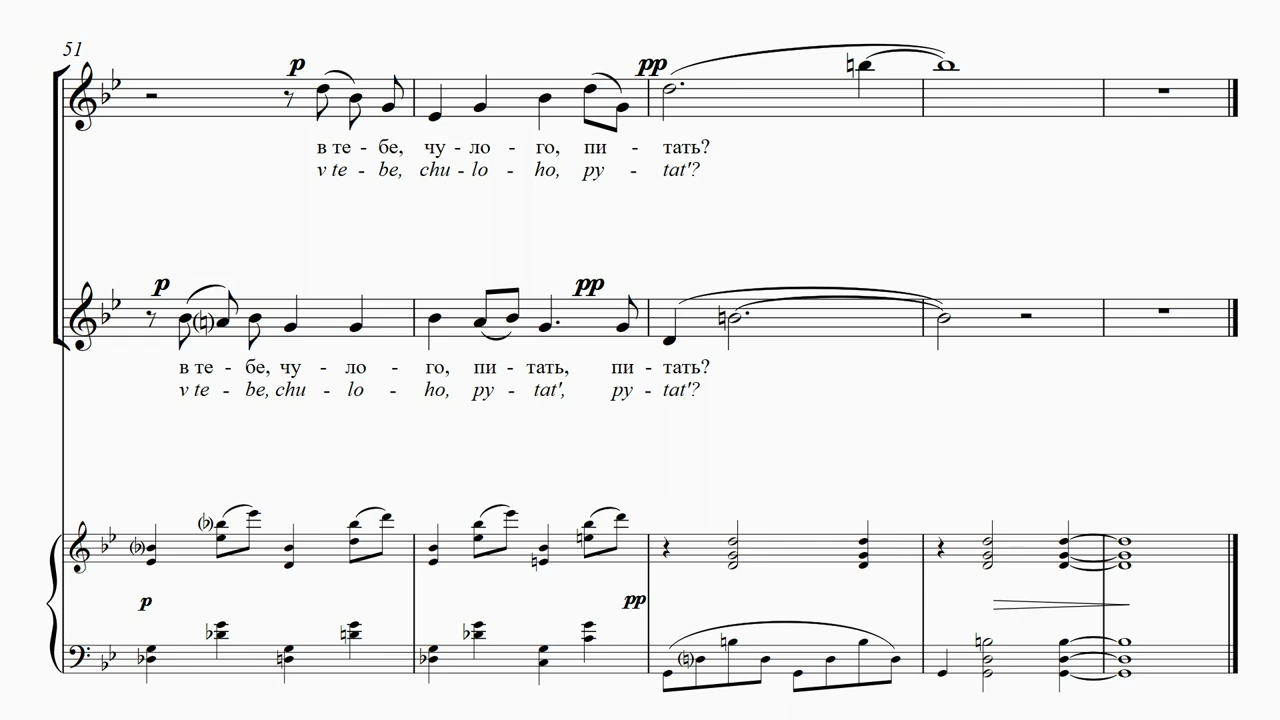 51
p
pp
в те - бе, чу - ло - го, пи - тать?
v te - be, chu - lo - ho, py - tat'?
p
pp
в те - бе, чу - ло - го, пи - тать, пи - тать?
v te - be, chu - lo - ho, py - tat', py - tat'?
p
pp